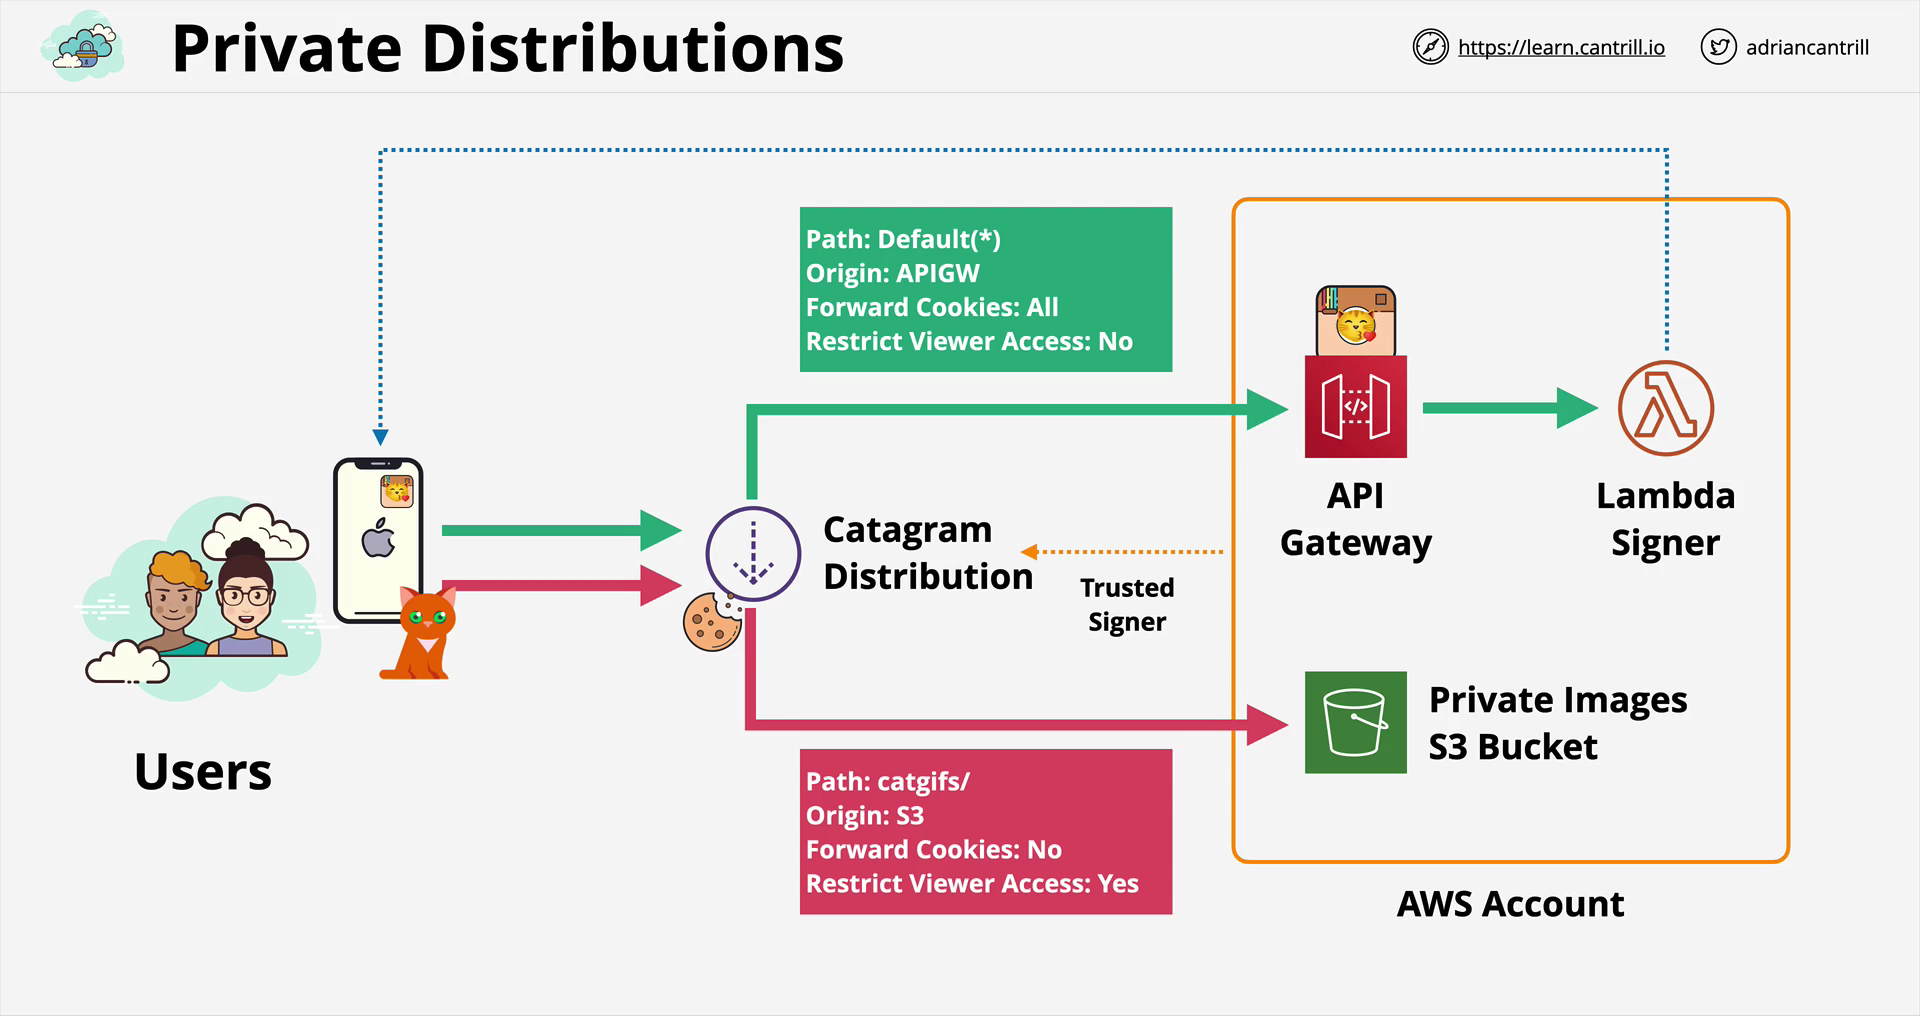 Private Distributions
https://learn.cantrill.io
adriancantrill
Path: Default(*)
Origin: APIGW
Forward Cookies: All
Restrict Viewer Access: No
API
Gateway
Lambda
Signer
Catagram
Distribution
Trusted
Signer
Users
Private Images
S3 Bucket
Path: catgifs/
Origin: S3
Forward Cookies: No
Restrict Viewer Access: Yes
AWS Account